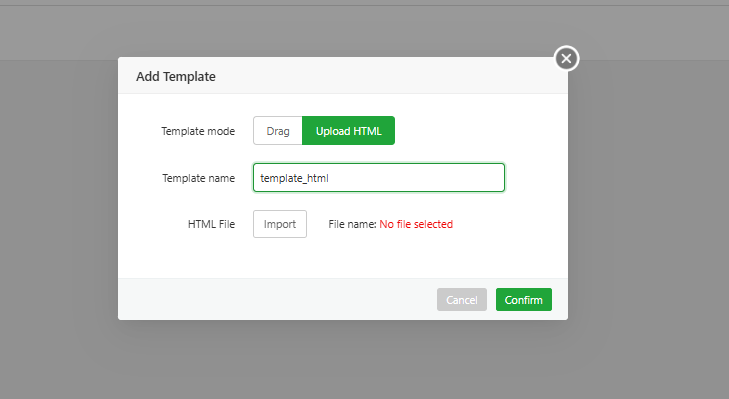 Add Template
Template mode Drag Upload HTML
Template name template_html
HTML File Import File name: No file selected
Cancel Confirm